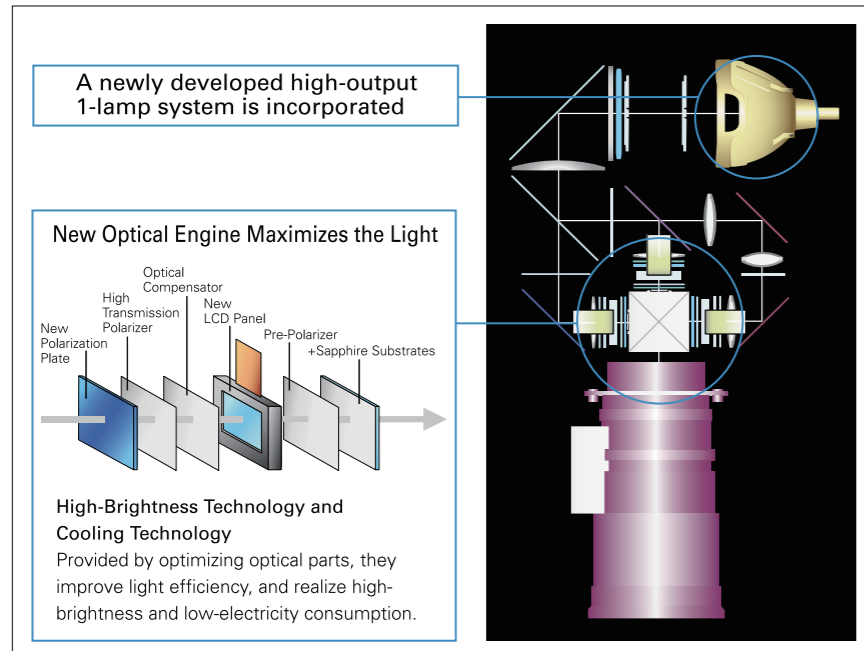 A newly developed high-output
1-lamp system is incorporated
New Optical Engine Maximizes the Light
Optical
Compensator
High
Transmission
Polarizer
New
LCD Panel
New
Polarization
Plate
Pre-Polarizer
+Sapphire Substrates
High-Brightness Technology and
Cooling Technology
Provided by optimizing optical parts, they
improve light efficiency, and realize high-
brightness and low-electricity consumption.